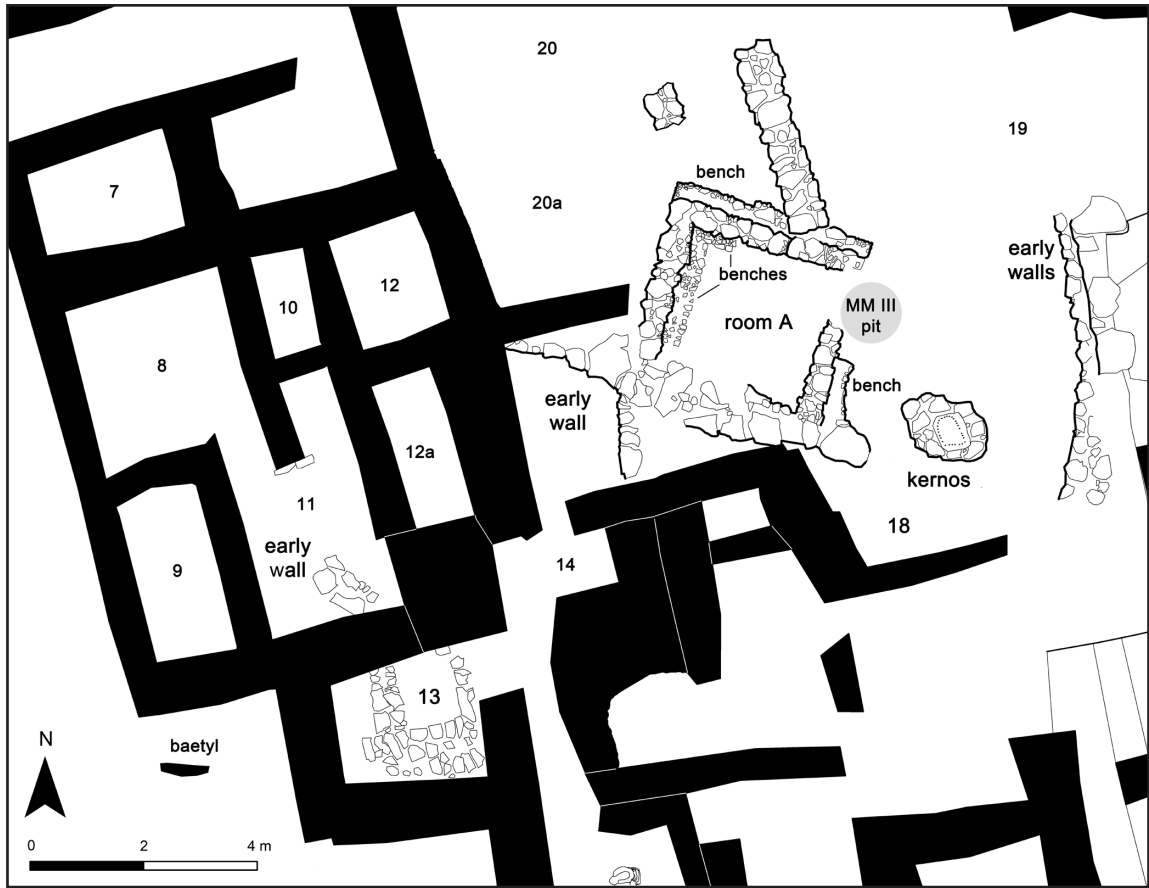 20
19
bench
7
20a
early
walls
benches
10
12
MM III
pit
room A
8
bench
early
wall
12a
kernos
11
18
early
wall
14
9
13
N
baetyl
0
2
4 m